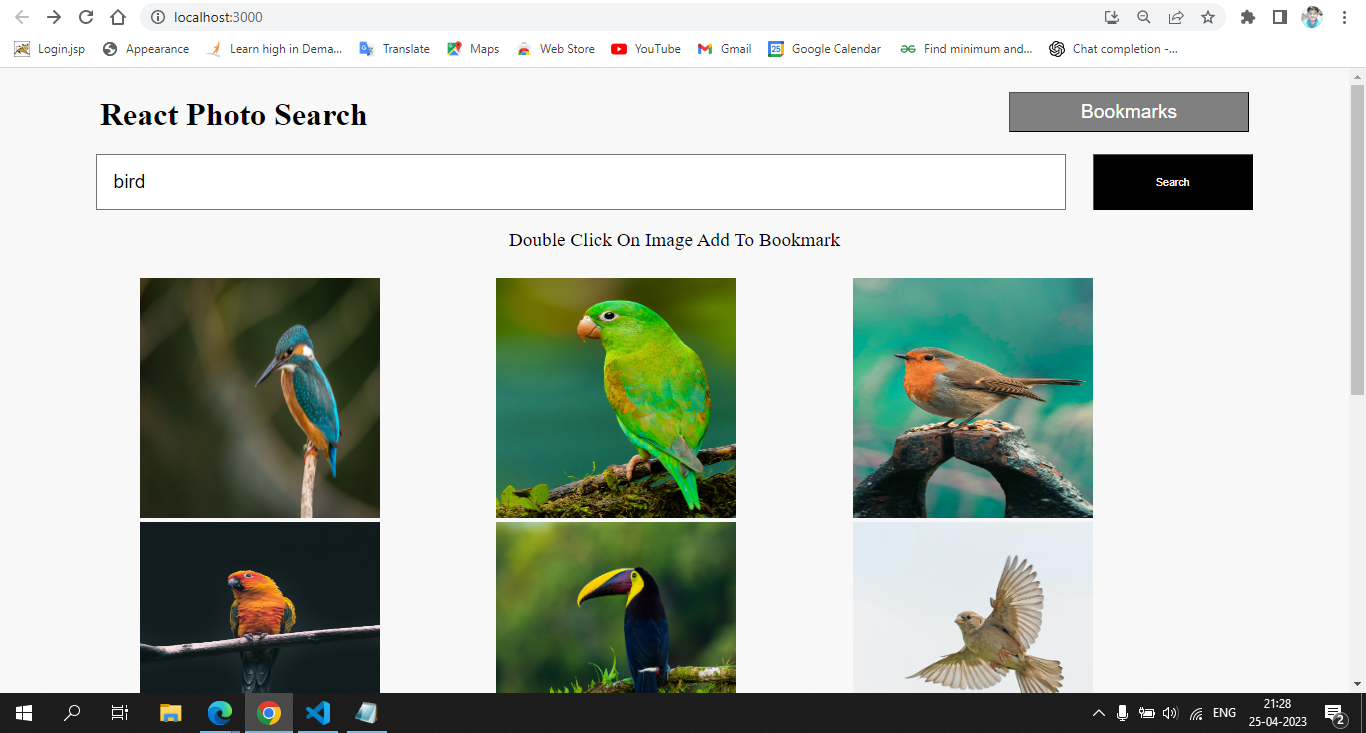 localhost:3000
Login.jsp Appearance Learn high in Dema... Translate Maps Web Store YouTube Gmail 25 Google Calendar Find minimum and... Chat completion -...
React Photo Search Bookmarks
bird Search
Double Click On Image Add To Bookmark
ENG 21:28
25-04-2023 2